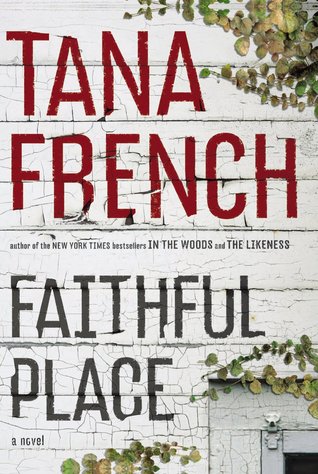 TANA
FRENCH
author of the NEW YORK TIMES bestsellers IN THE WOODS and THE LIKENESS
FAITHFUL
PLACE
a novel